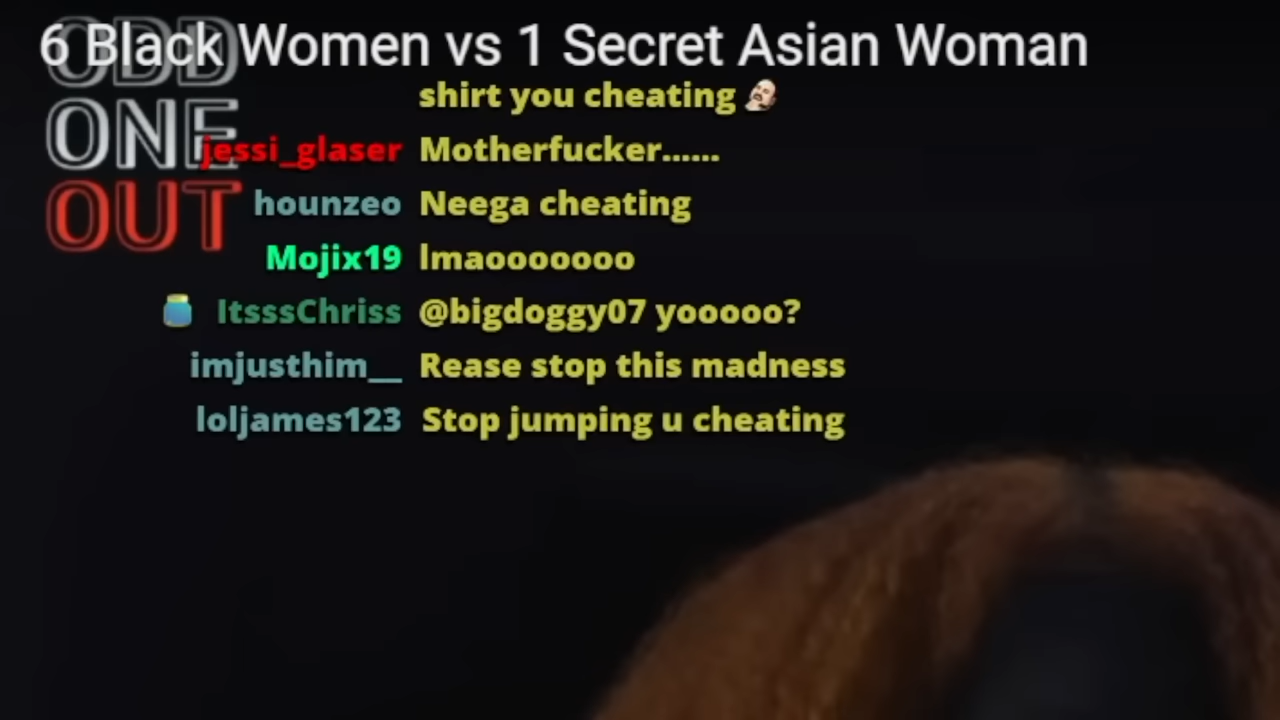 6 Black Women vs 1 Secret Asian Woman
ODD
ONE
OUT
shirt you cheating
jessi_glaser Motherfucker......
hounzeo Neega cheating
Mojix19 lmaooooooo
ItsssChriss @bigdoggy07 yooooo?
imjusthim__ Rease stop this madness
loljames123 Stop jumping u cheating